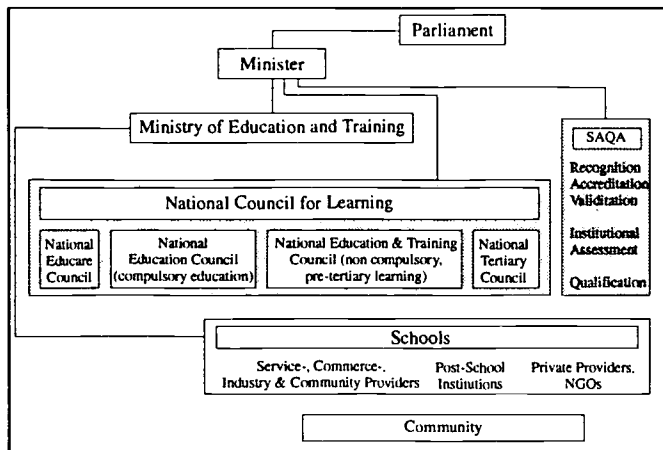 Parliament
Minister
Ministry of Education and Training
SAQA
Recognition
Accreditation
Validitation
Institutional
Assessment
Qualification
National Council for Learning
National
Educare
Council
National
Education Council
(compulsory education)
National Education & Training
Council (non compulsory,
pre-tertiary learning)
National
Tertiary
Council
Schools
Service-, Commerce-,
Industry & Community Providers
Post-School
Institutions
Private Providers,
NGOs
Community